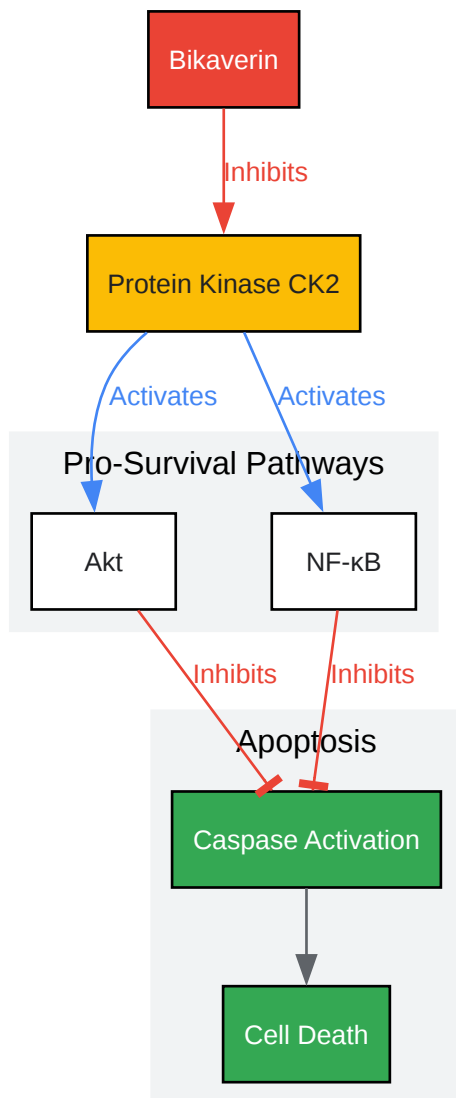 Bikaverin
Inhibits
Protein Kinase CK2
Activates
Activates
Pro-Survival Pathways
Akt
NF-κB
Inhibits
Inhibits
Apoptosis
Caspase Activation
Cell Death